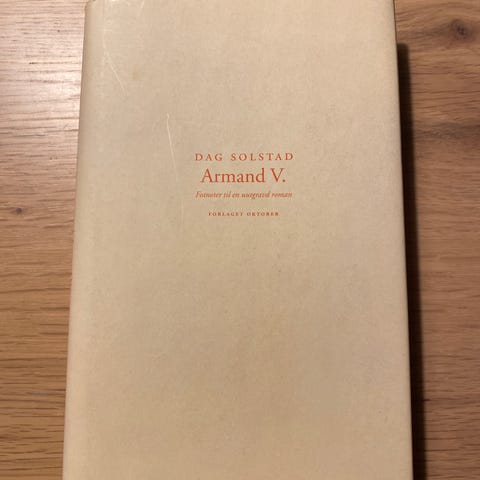 DAG SOLSTAD
Armand V.
Fotnoter til en uutgravd roman
FORLAGET OKTOBER